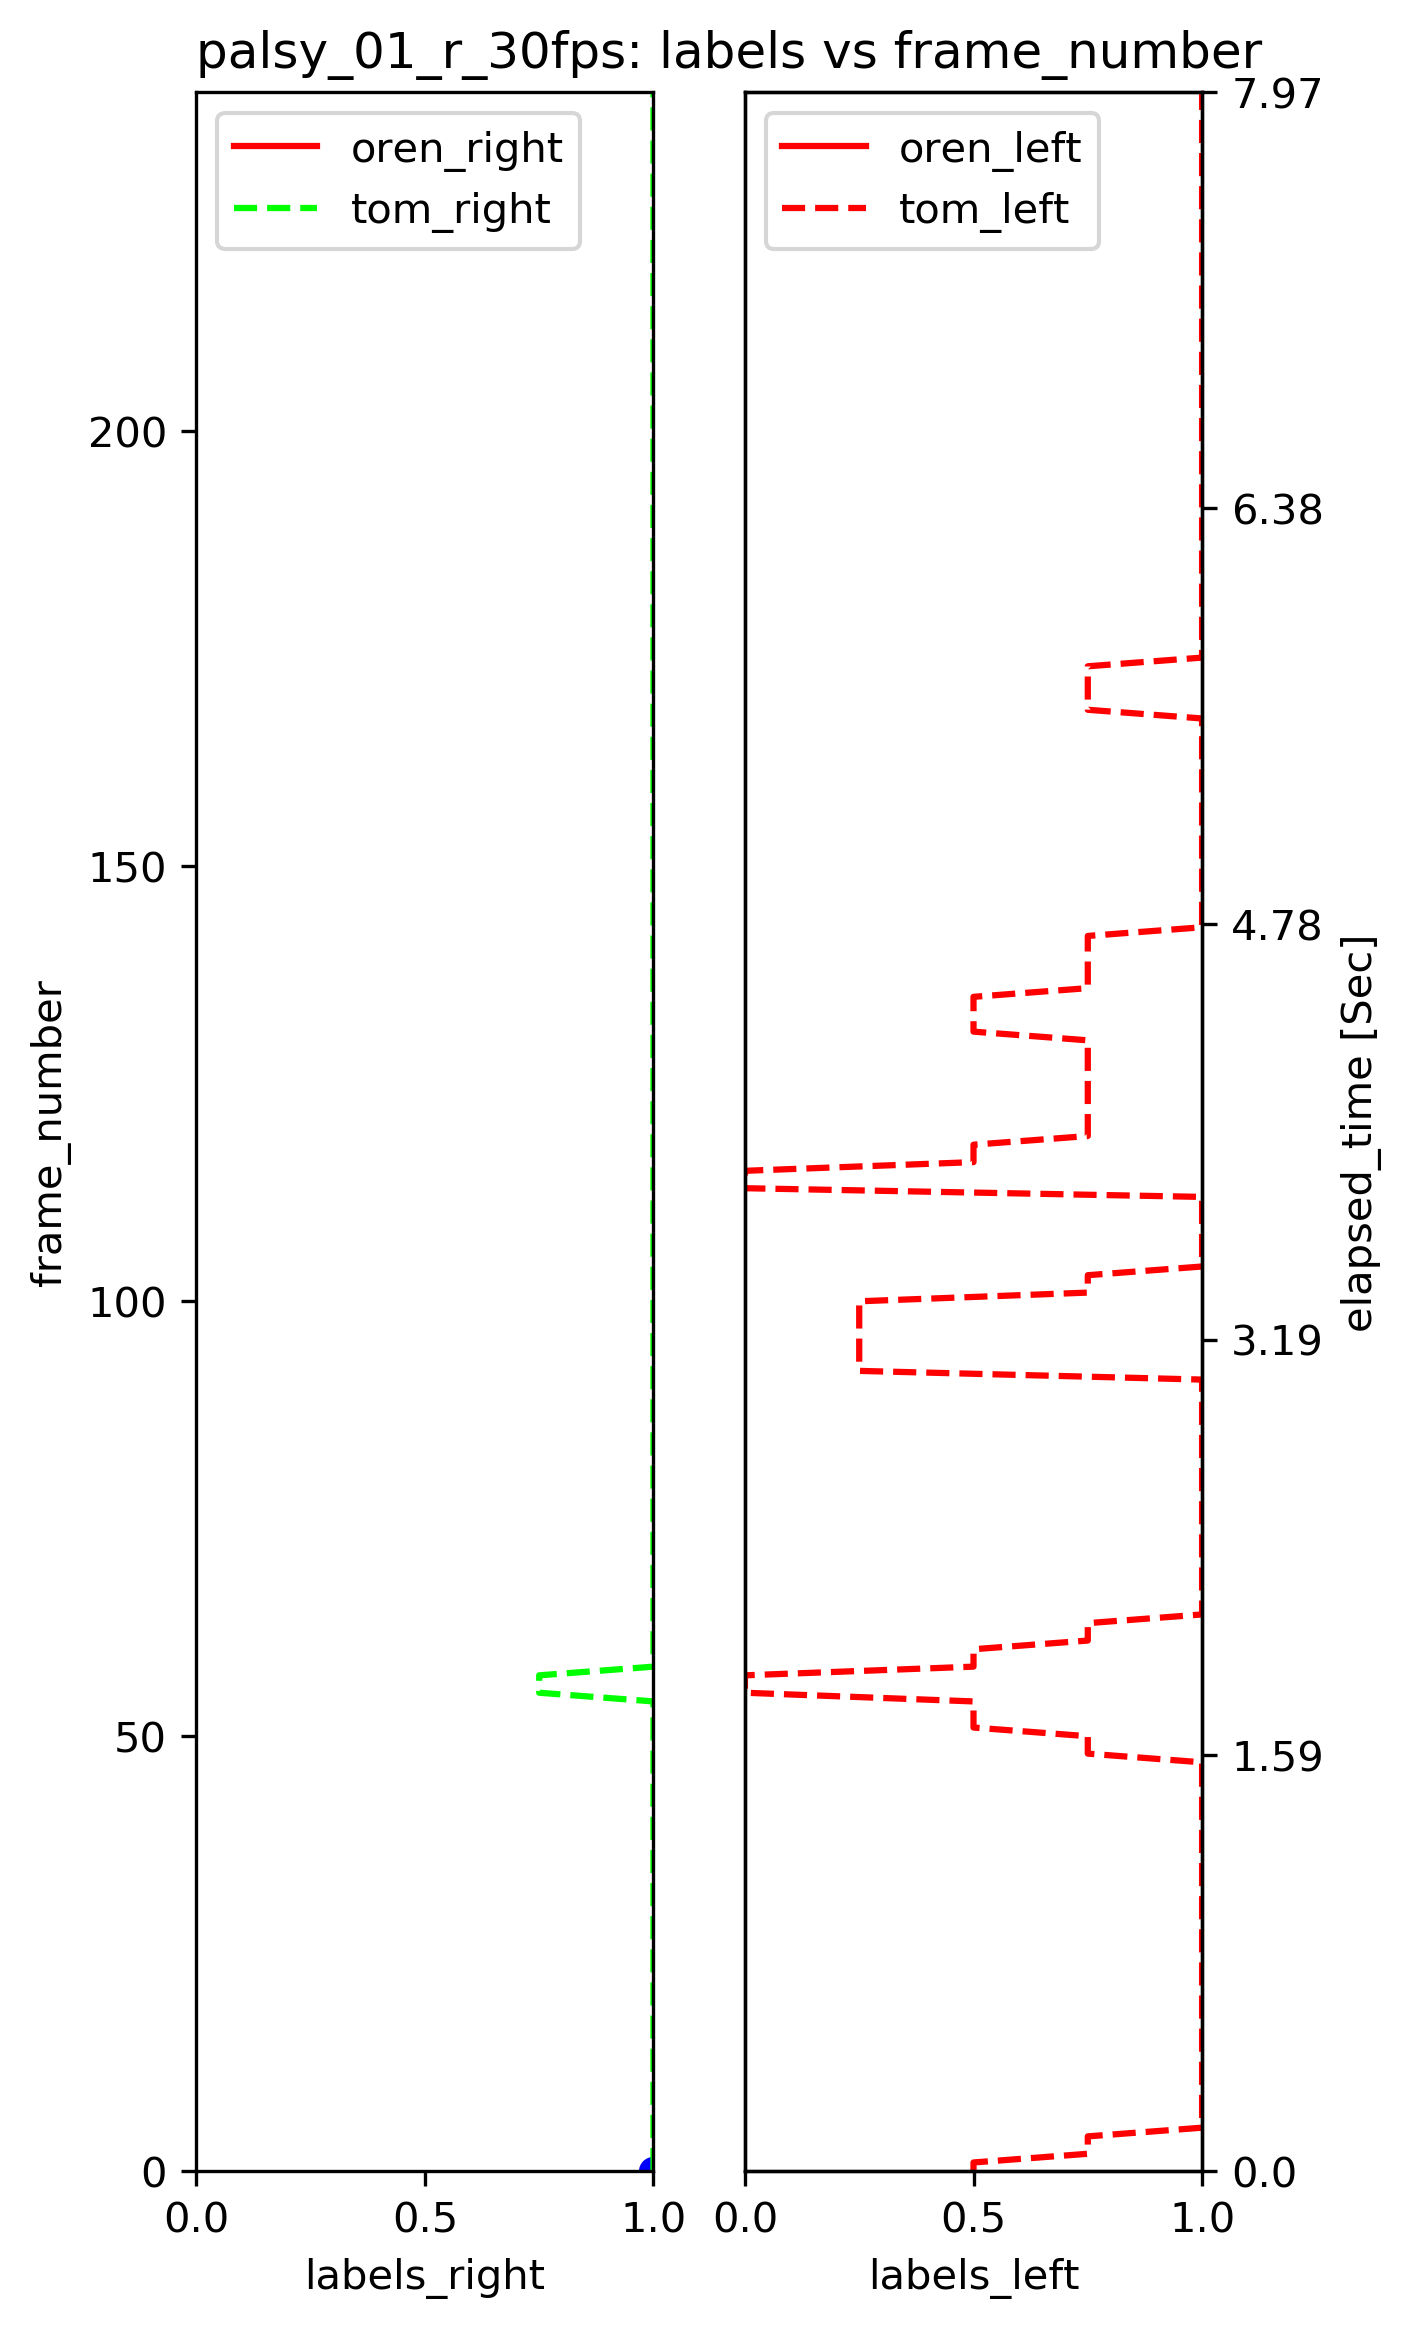 palsy_01_r_30fps: labels vs frame_number
oren_right
tom_right
oren_left
tom_left
7.97
200
6.38
150
4.78
100
3.19
50
1.59
0
0.0
frame_number
elapsed_time [Sec]
0.0 0.5 1.0
0.0 0.5 1.0
labels_right
labels_left